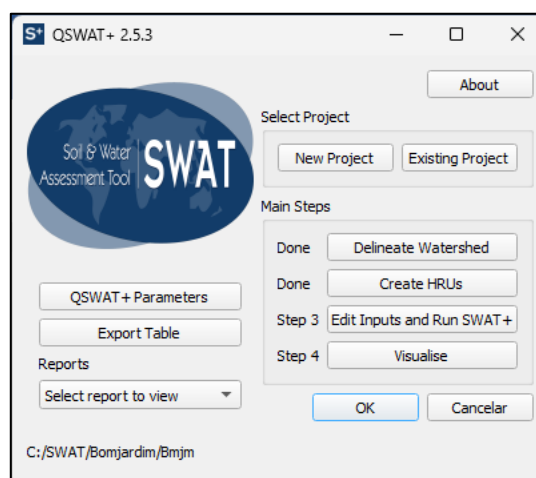 S+ QSWAT+ 2.5.3
About
Select Project
New Project Existing Project
Soil & Water
Assessment Tool SWAT
Main Steps
Done Delineate Watershed
Done Create HRUs
QSWAT+ Parameters
Step 3 Edit Inputs and Run SWAT+
Export Table
Step 4 Visualise
Reports
Select report to view
OK Cancelar
C:/SWAT/Bomjardim/Bmjm